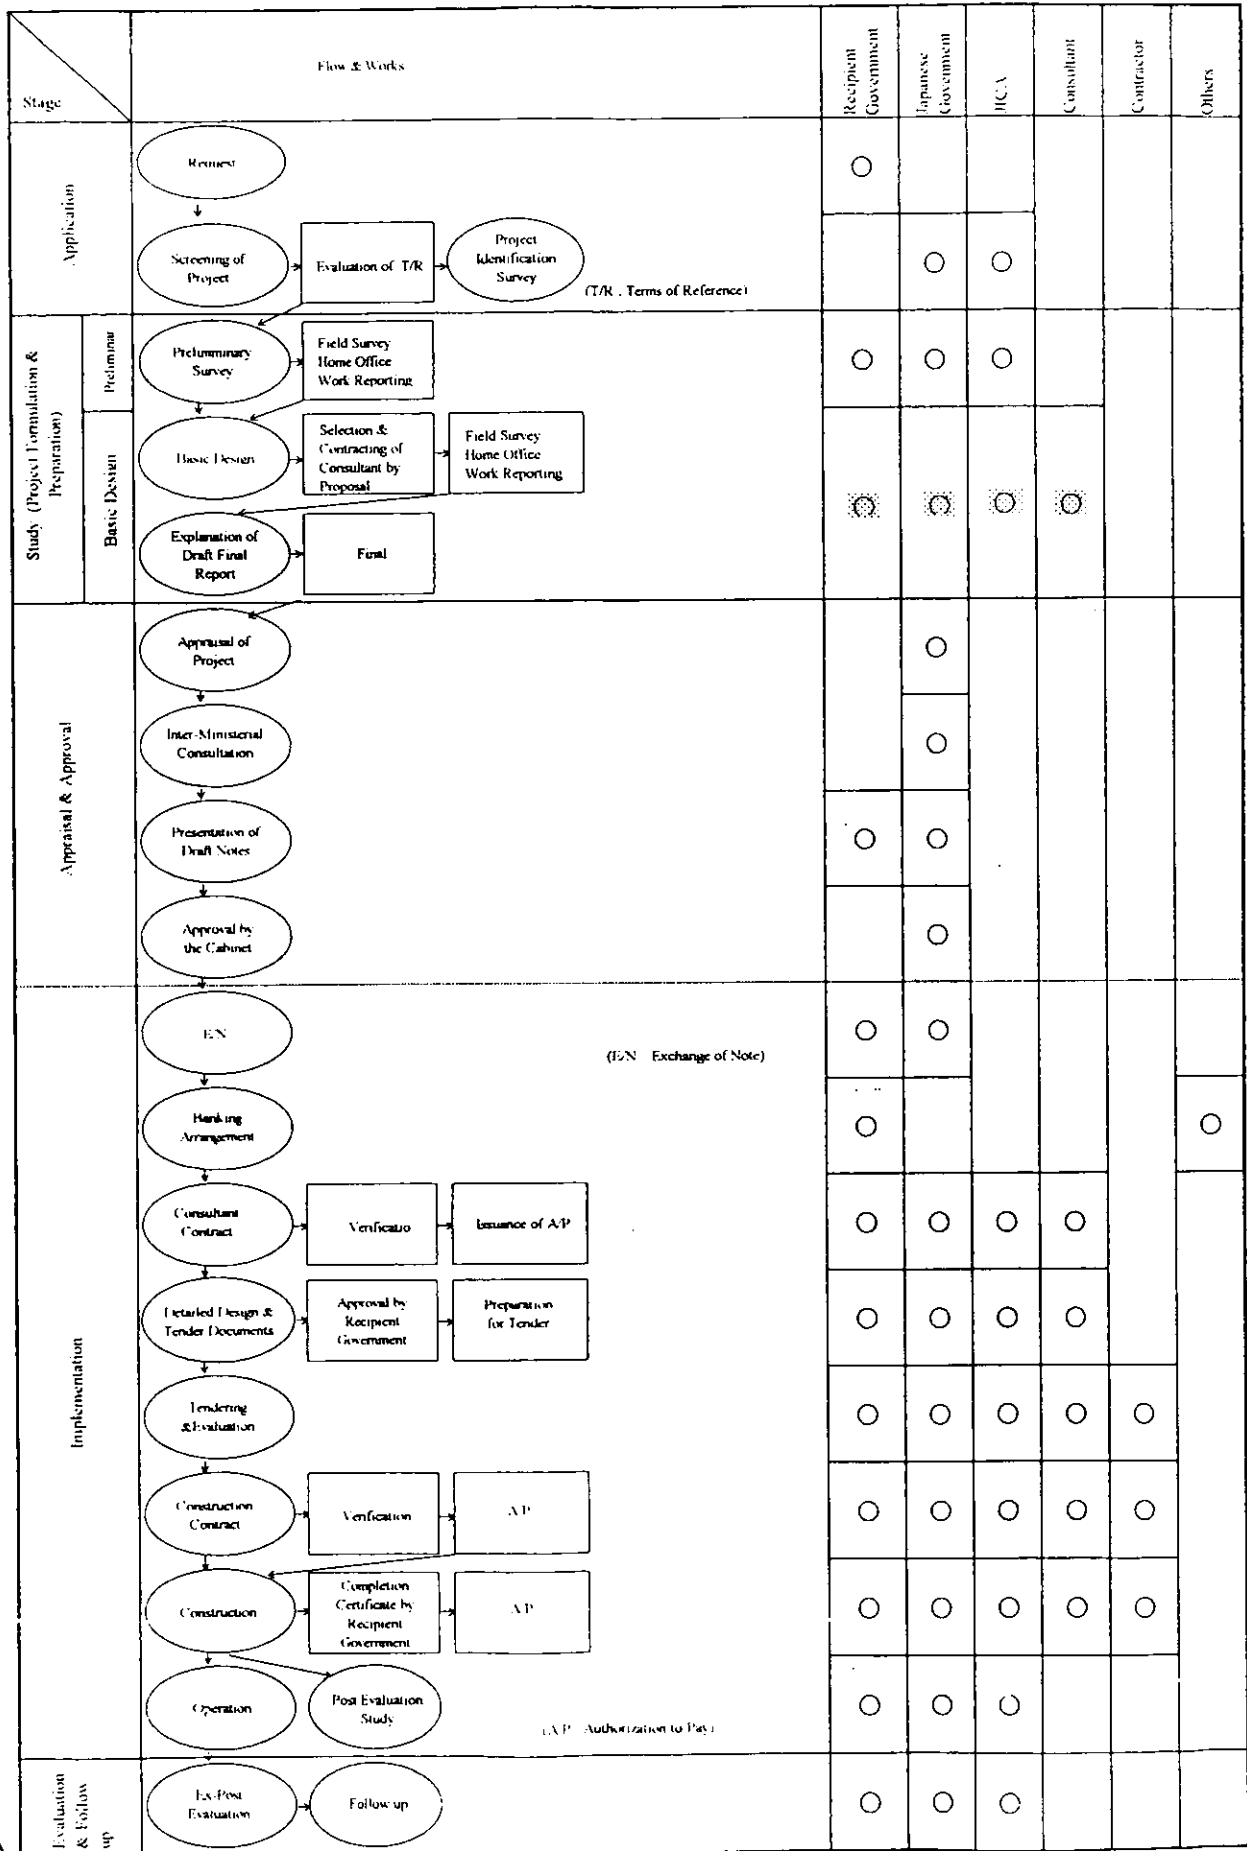 Stage
Flow & Works
Recipient
Government
Japanese
Government
JICA
Consultant
Contractor
Others
Application
Request
Screening of
Project
Evaluation of T/R
Project
Identification
Survey
(T/R . Terms of Reference)
Study (Project Formulation &
Preparation)
Preliminar
Preliminary
Survey
Field Survey
Home Office
Work Reporting
Basic Design
Basic Design
Selection &
Contracting of
Consultant by
Proposal
Field Survey
Home Office
Work Reporting
Explanation of
Draft Final
Report
Final
Appraisal & Approval
Appraisal of
Project
Inter-Ministerial
Consultation
Presentation of
Draft Notes
Approval by
the Cabinet
Implementation
E/N
(E/N Exchange of Note)
Banking
Arrangement
Consultant
Contract
Verificatio
Issuance of A/P
Detailed Design &
Tender Documents
Approval by
Recipient
Government
Preparation
for Tender
Tendering
& Evaluation
Construction
Contract
Verification
A/P
Construction
Completion
Certificate by
Recipient
Government
A/P
Operation
Post Evaluation
Study
(A/P Authorization to Pay)
Evaluation
& Follow
up
Ex-Post
Evaluation
Follow up